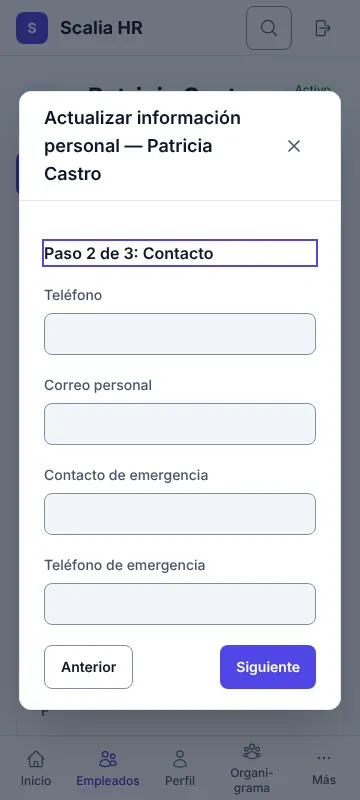 S
Scalia HR
Activo
Actualizar información
personal — Patricia
Castro
Paso 2 de 3: Contacto
Teléfono
Correo personal
Contacto de emergencia
Teléfono de emergencia
Anterior
Siguiente
Inicio
Empleados
Perfil
Organi-
grama
Más